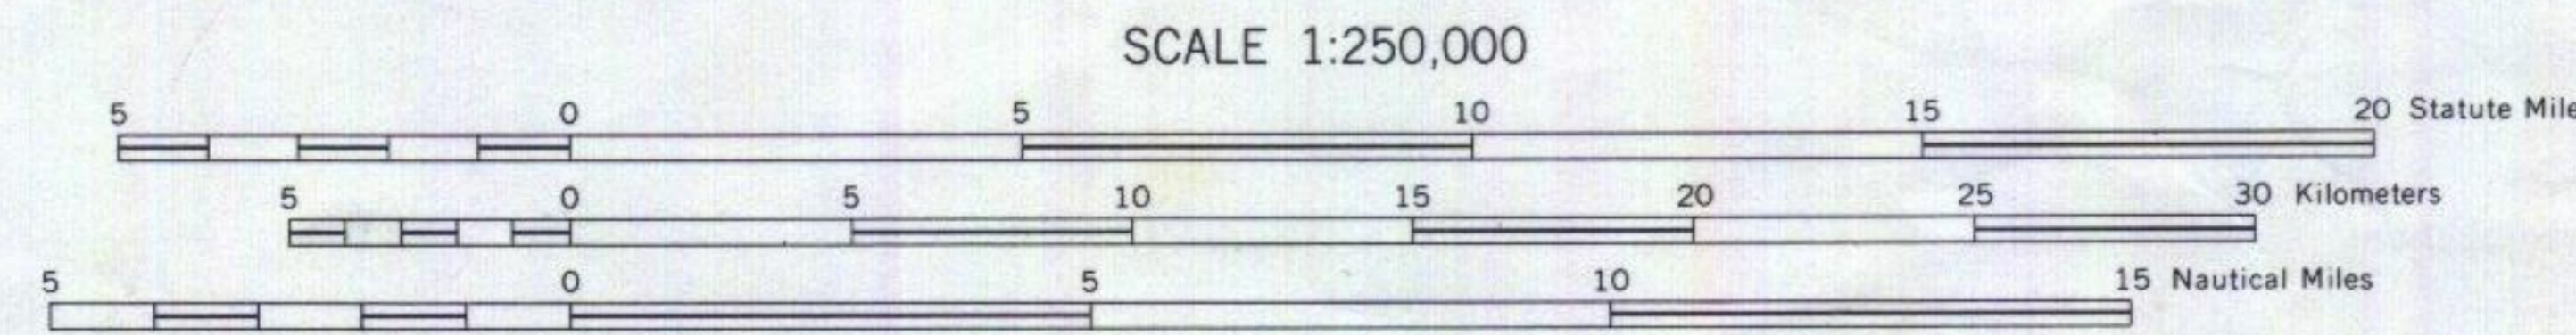 SCALE 1:250,000
5 0 5 10 15 20 Statute Mile
5 0 5 10 15 20 25 30 Kilometers
5 0 5 10 15 Nautical Miles